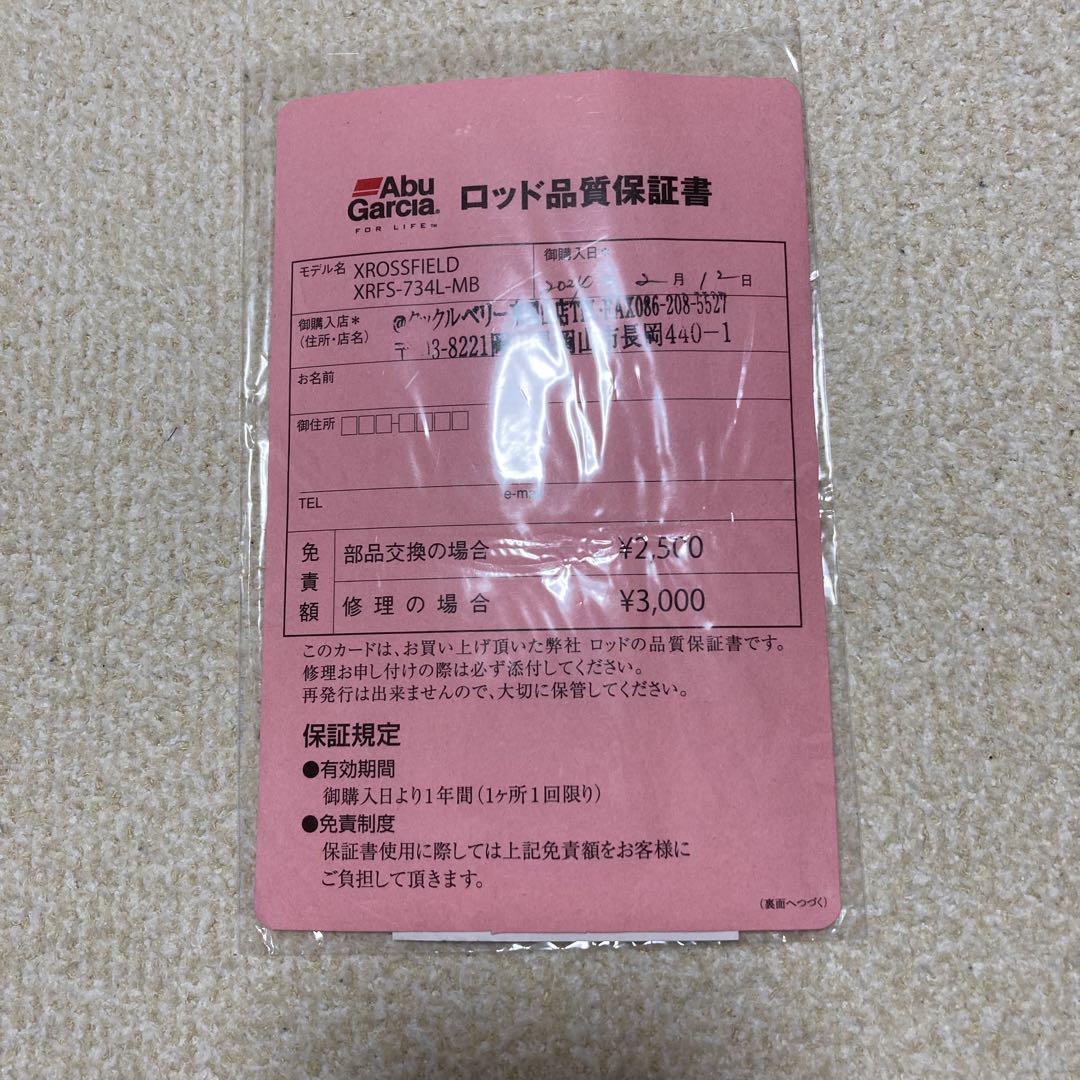 Abu Garcia® FOR LIFE™ ロッド品質保証書
モデル名 XROSSFIELD XRFS-734L-MB
御購入日* 月 12 日
御購入店* (住所・店名)
ルベリー 店 FAX086-208-5527
〒 3-8221 岡山市長岡440-1
お名前
御住所
TEL
免責額
部品交換の場合 ¥2,500
修理の場合 ¥3,000
このカードは、お買い上げ頂いた弊社 ロッドの品質保証書です。
修理お申し付けの際は必ず添付してください。
再発行は出来ませんので、大切に保管してください。
保証規定
●有効期間
御購入日より1年間(1ヶ所1回限り)
●免責制度
保証書使用に際しては上記免責額をお客様に
ご負担して頂きます。
(裏面へつづく)